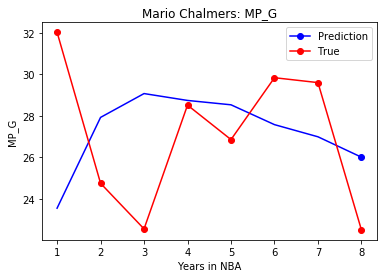 Mario Chalmers: MP_G
Prediction
True
32
30
28
26
24
MP_G
1 2 3 4 5 6 7 8
Years in NBA